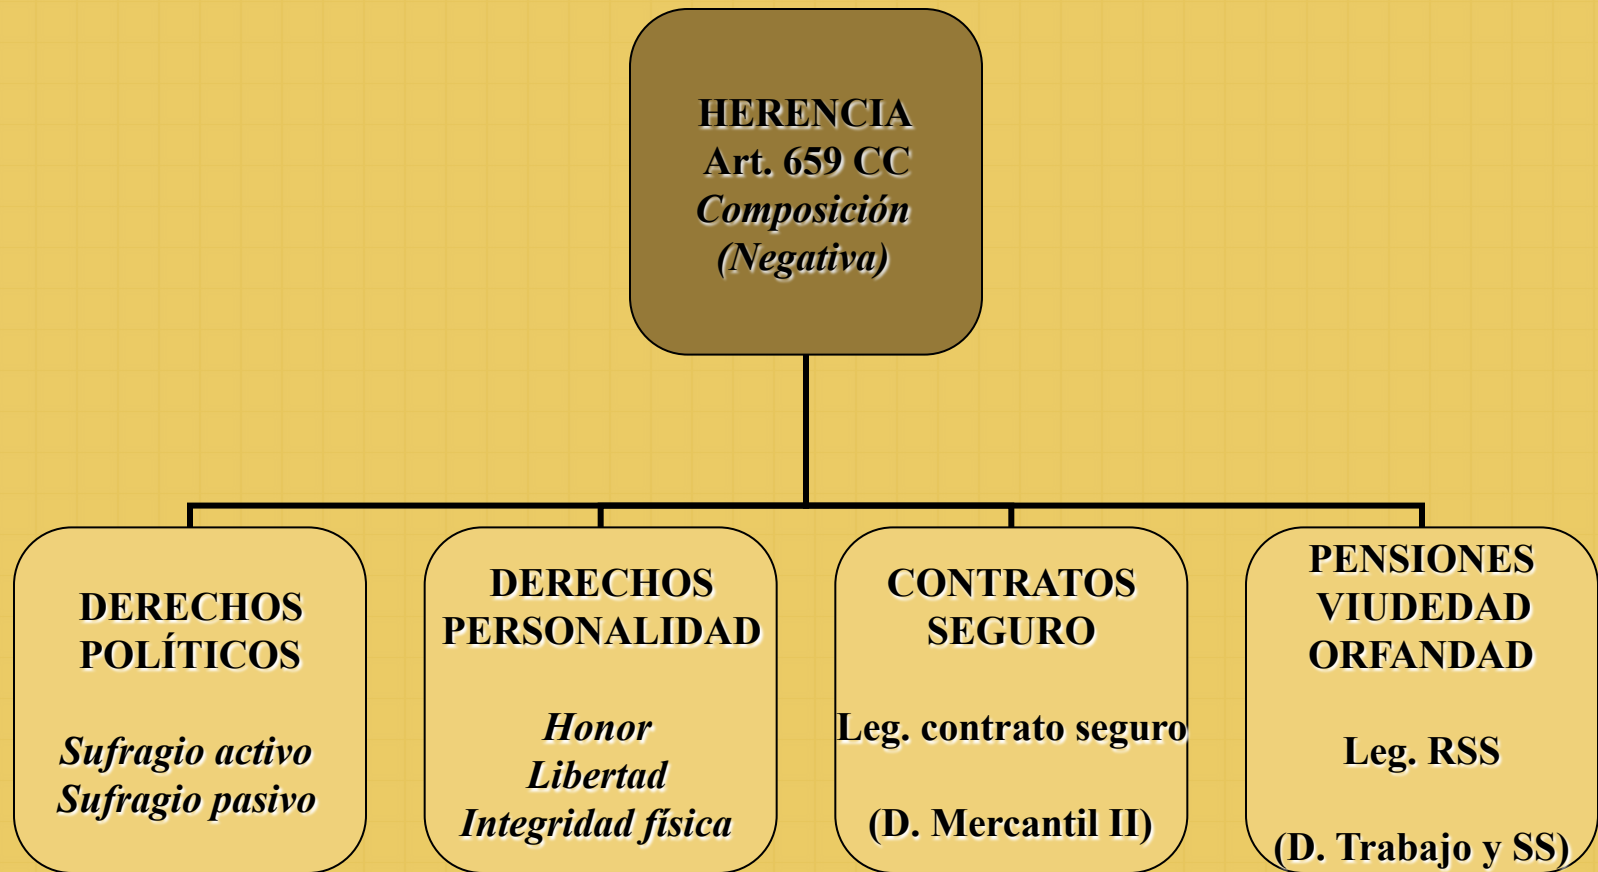 HERENCIA
Art. 659 CC
Composición
(Negativa)
DERECHOS
POLÍTICOS
Sufragio activo
Sufragio pasivo
DERECHOS
PERSONALIDAD
Honor
Libertad
Integridad física
CONTRATOS
SEGURO
Leg. contrato seguro
(D. Mercantil II)
PENSIONES
VIUDEDAD
ORFANDAD
Leg. RSS
(D. Trabajo y SS)